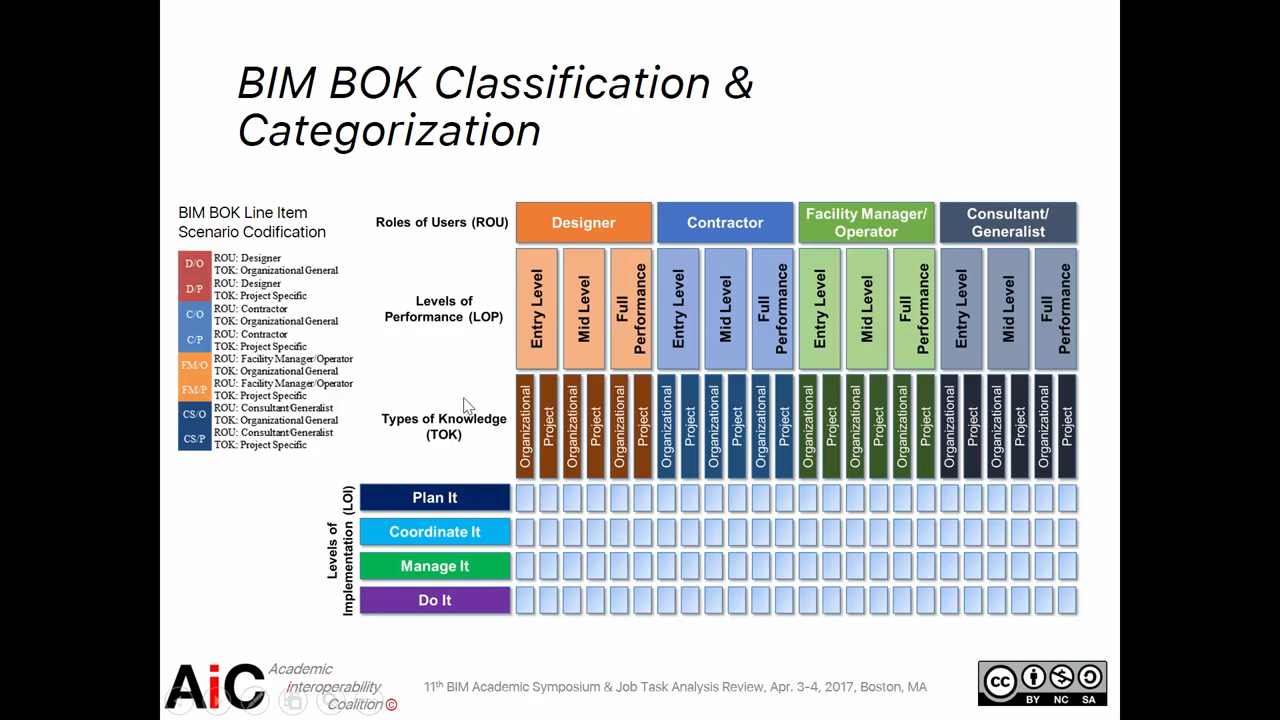 BIM BOK Classification &
Categorization
BIM BOK Line Item
Scenario Codification
D/O
ROU: Designer
TOK: Organizational General
D/P
ROU: Designer
TOK: Project Specific
C/O
ROU: Contractor
TOK: Organizational General
C/P
ROU: Contractor
TOK: Project Specific
FM/O
ROU: Facility Manager/Operator
TOK: Organizational General
FM/P
ROU: Facility Manager/Operator
TOK: Project Specific
CS/O
ROU: Consultant/Generalist
TOK: Organizational General
CS/P
ROU: Consultant/Generalist
TOK: Project Specific
Roles of Users (ROU)
Designer
Contractor
Facility Manager/
Operator
Consultant/
Generalist
Levels of
Performance (LOP)
Entry Level
Mid Level
Full
Performance
Entry Level
Mid Level
Full
Performance
Entry Level
Mid Level
Full
Performance
Entry Level
Mid Level
Full
Performance
Types of Knowledge
(TOK)
Organizational
Project
Organizational
Project
Organizational
Project
Organizational
Project
Organizational
Project
Organizational
Project
Organizational
Project
Organizational
Project
Organizational
Project
Organizational
Project
Organizational
Project
Organizational
Project
Levels of
Implementation (LOI)
Plan It
Coordinate It
Manage It
Do It
AiC
Academic
interoperability
Coalition ©
11th BIM Academic Symposium & Job Task Analysis Review, Apr. 3-4, 2017, Boston, MA
cc
BY NC SA